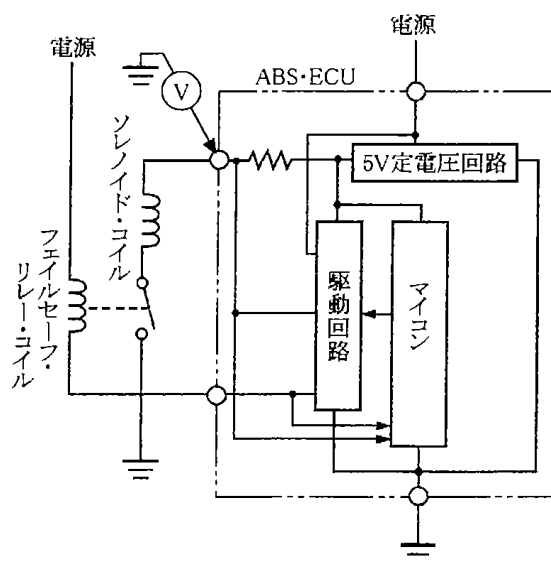 電源
電源
ABS・ECU
V
ソレノイド・コイル
5V定電圧回路
フェイルセーフ・
リレー・コイル
駆動回路
マイコン